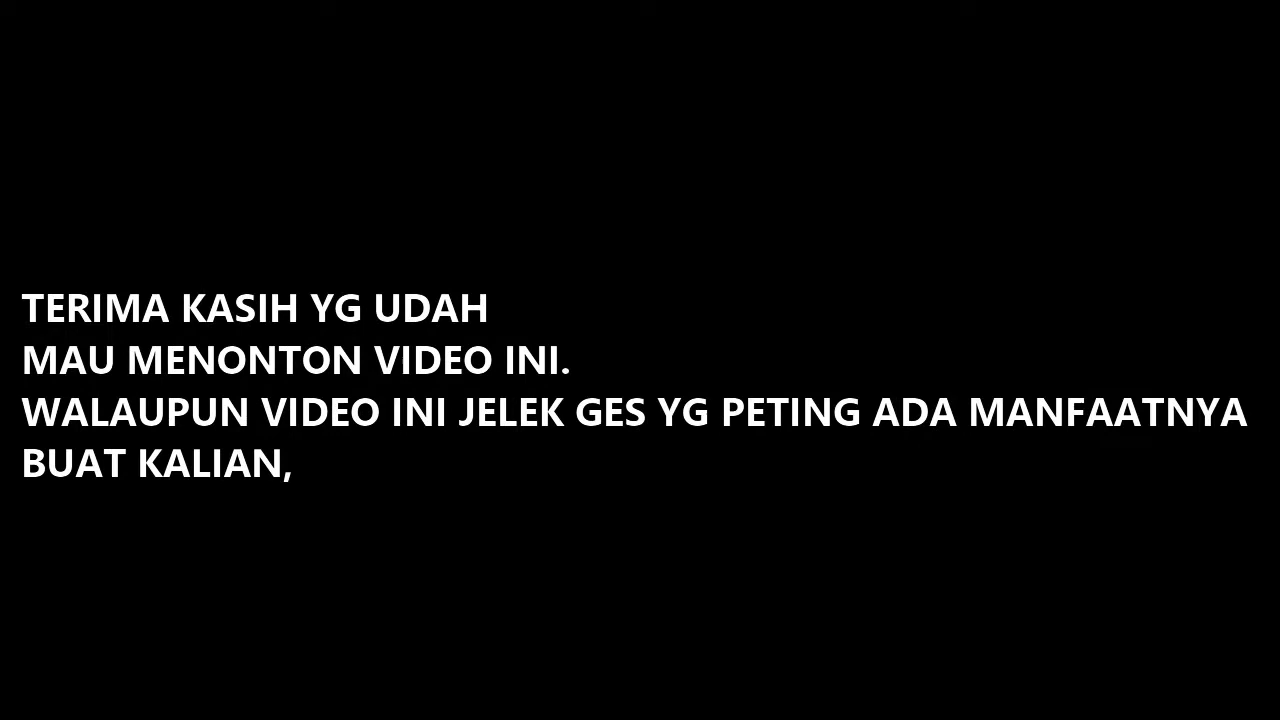 TERIMA KASIH YG UDAH
MAU MENONTON VIDEO INI.
WALAUPUN VIDEO INI JELEK GES YG PETING ADA MANFAATNYA
BUAT KALIAN,